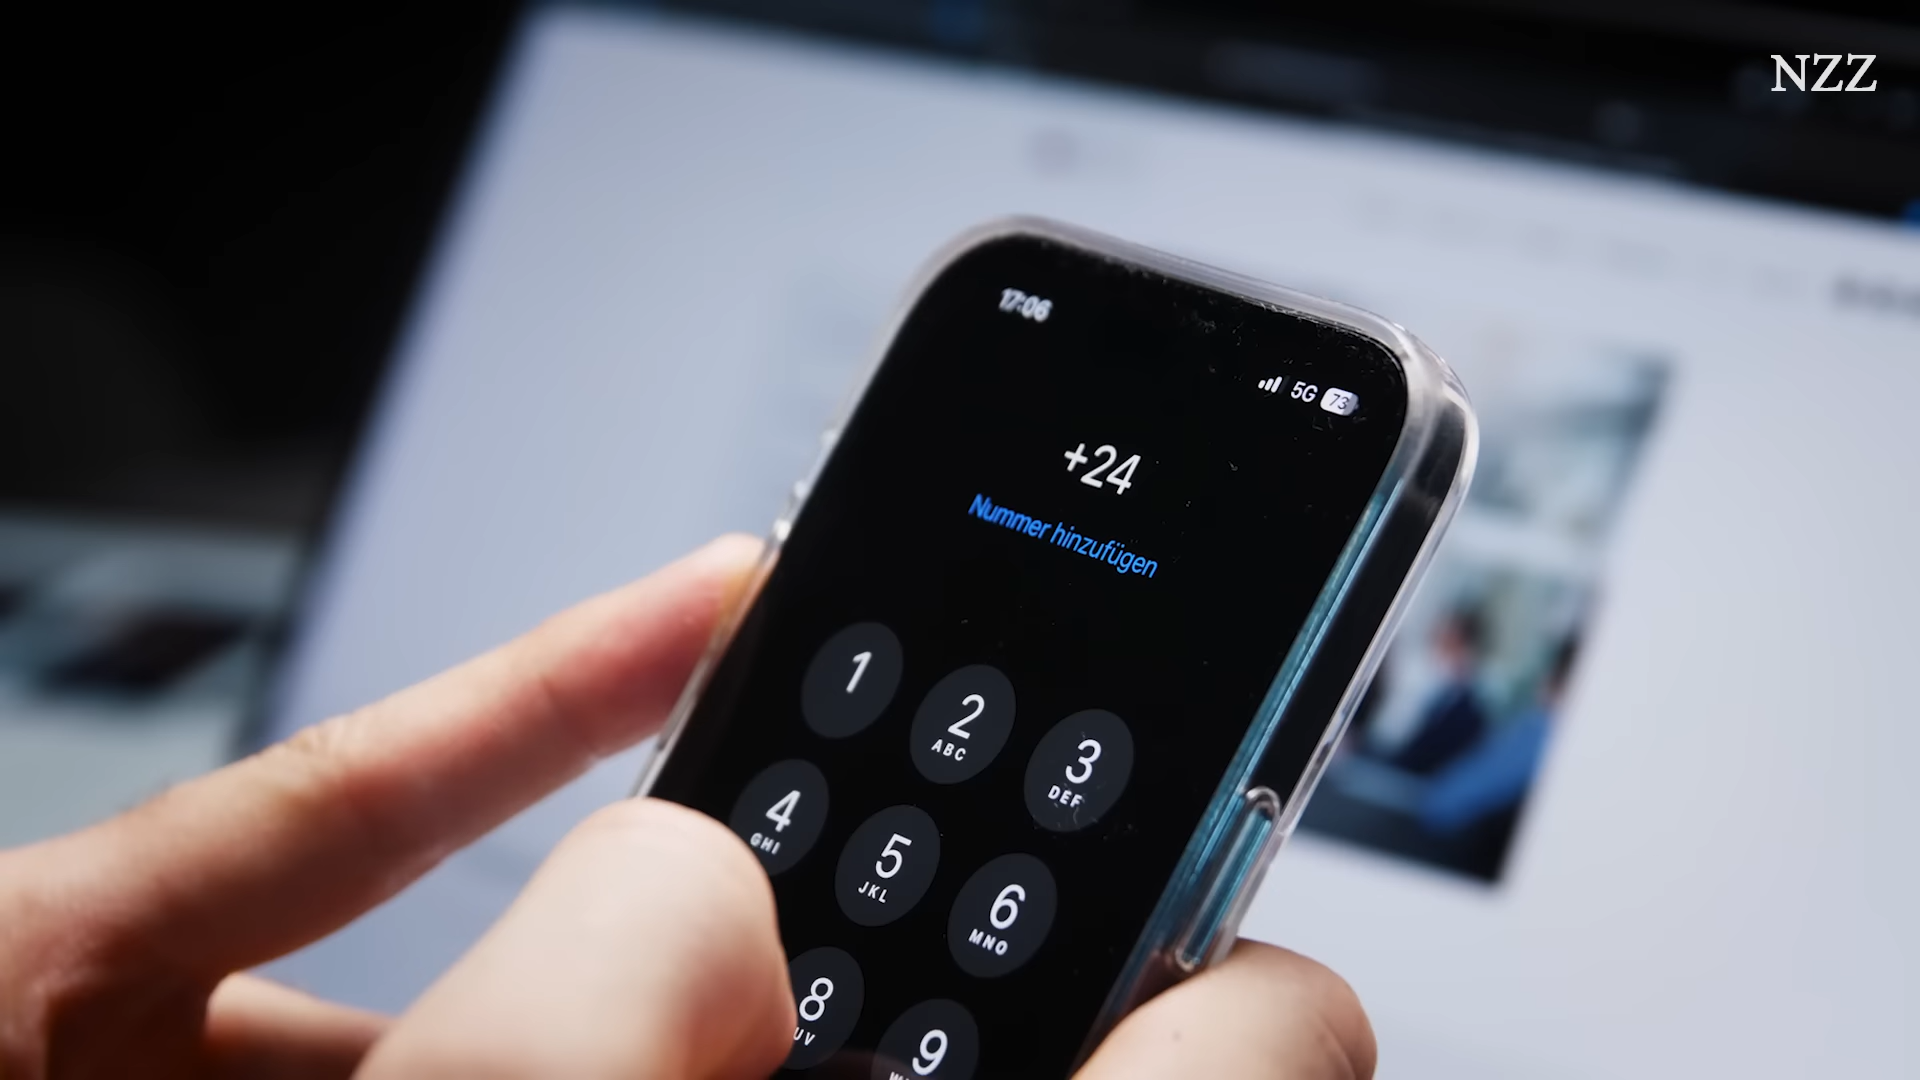 NZZ
17:06
5G 73
+24
Nummer hinzufügen
1
2
ABC
3
DEF
4
GHI
5
JKL
6
MNO
8
UV
9